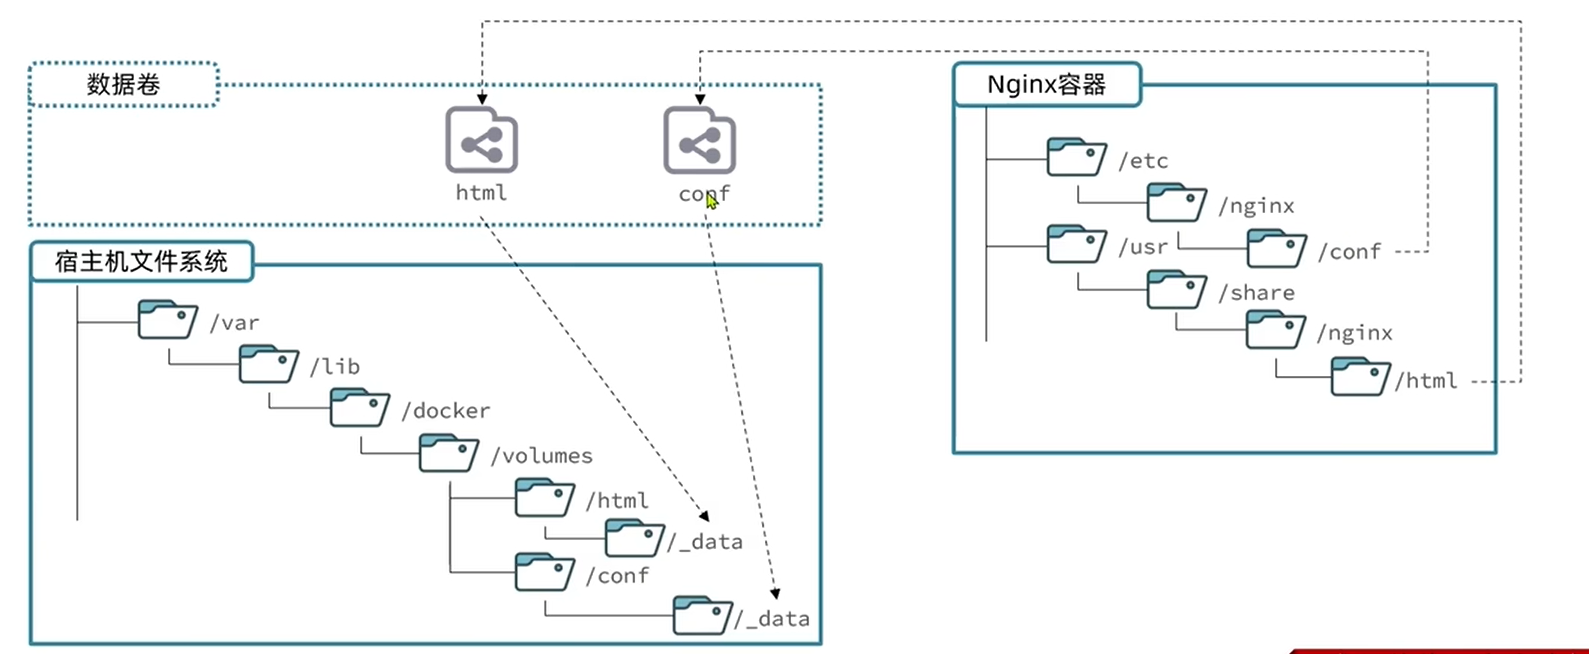 数据卷
html
conf
宿主机文件系统
/var
/lib
/docker
/volumes
/html
/_data
/conf
/_data
Nginx容器
/etc
/nginx
/conf
/usr
/share
/nginx
/html